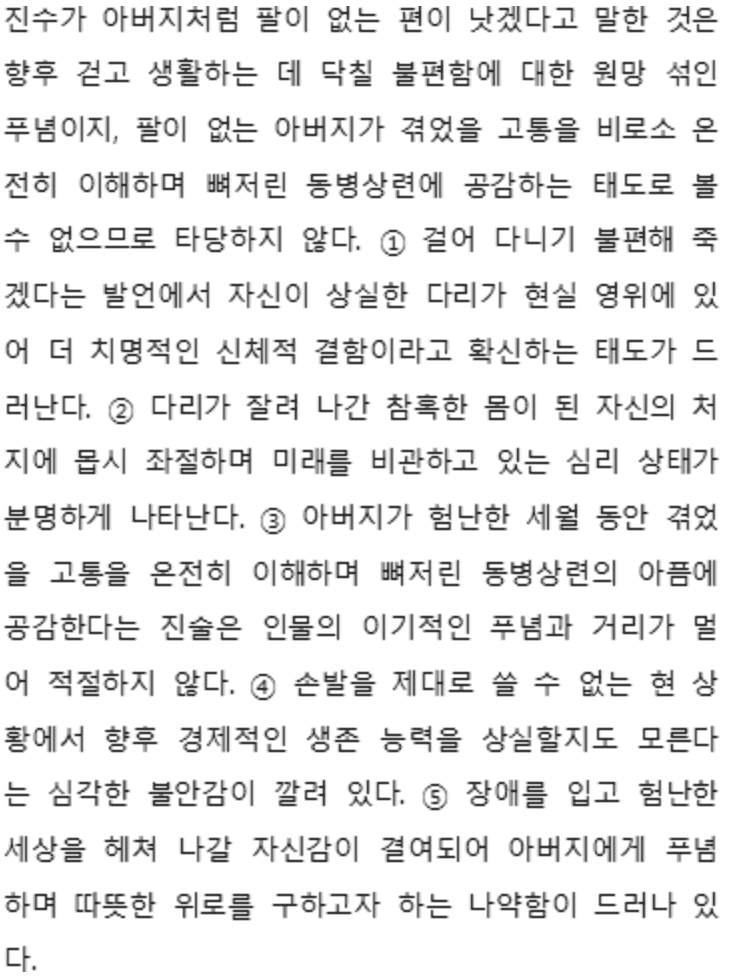 진수가 아버지처럼 팔이 없는 편이 낫겠다고 말한 것은
향후 걷고 생활하는 데 닥칠 불편함에 대한 원망 섞인
푸념이지, 팔이 없는 아버지가 겪었을 고통을 비로소 온
전히 이해하며 뼈저린 동병상련에 공감하는 태도로 볼
수 없으므로 타당하지 않다. ① 걸어 다니기 불편해 죽
겠다는 발언에서 자신이 상실한 다리가 현실 영위에 있
어 더 치명적인 신체적 결함이라고 확신하는 태도가 드
러난다. ② 다리가 잘려 나간 참혹한 몸이 된 자신의 처
지에 몹시 좌절하며 미래를 비관하고 있는 심리 상태가
분명하게 나타난다. ③ 아버지가 험난한 세월 동안 겪었
을 고통을 온전히 이해하며 뼈저린 동병상련의 아픔에
공감한다는 진술은 인물의 이기적인 푸념과 거리가 멀
어 적절하지 않다. ④ 손발을 제대로 쓸 수 없는 현 상
황에서 향후 경제적인 생존 능력을 상실할지도 모른다
는 심각한 불안감이 깔려 있다. ⑤ 장애를 입고 험난한
세상을 헤쳐 나갈 자신감이 결여되어 아버지에게 푸념
하며 따뜻한 위로를 구하고자 하는 나약함이 드러나 있
다.